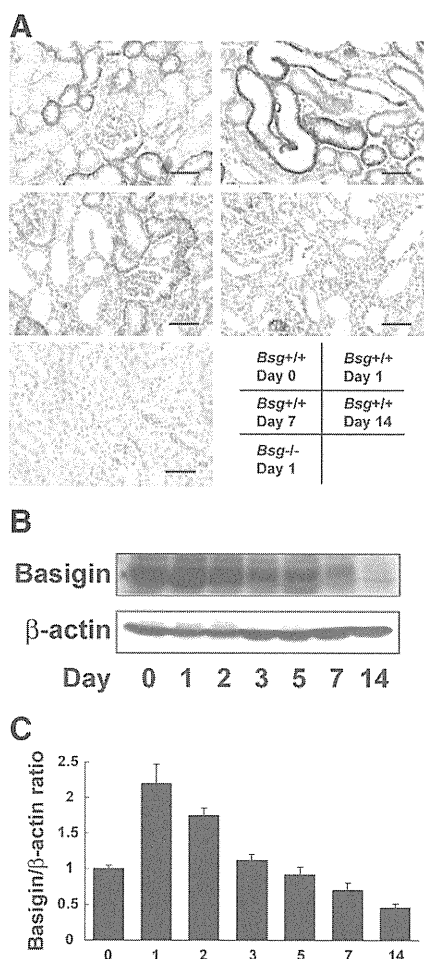 A
Bsg+/+ Bsg+/+
Day 0 Day 1
Bsg+/+ Bsg+/+
Day 7 Day 14
Bsg-/-
Day 1
B
Basigin
β-actin
Day 0 1 2 3 5 7 14
C
Basigin/β-actin ratio
2.5
2
1.5
1
0.5
0
0 1 2 3 5 7 14